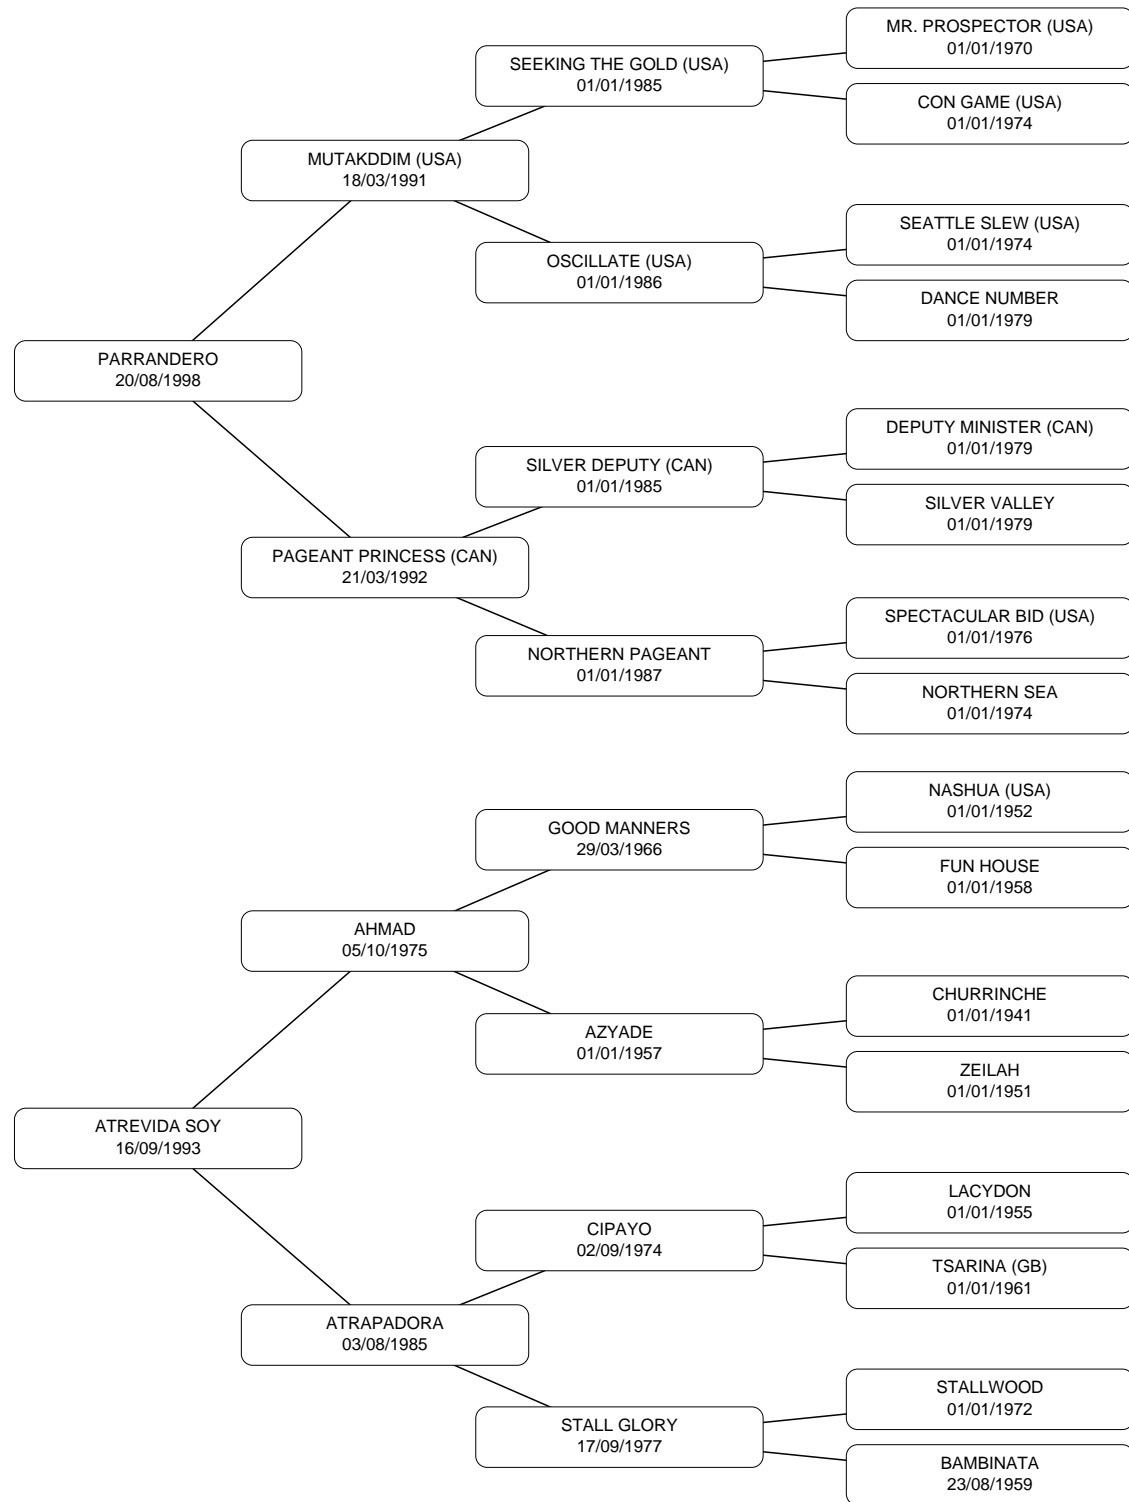 MR. PROSPECTOR (USA)
01/01/1970
SEEKING THE GOLD (USA)
01/01/1985
CON GAME (USA)
01/01/1974
MUTAKDDIM (USA)
18/03/1991
SEATTLE SLEW (USA)
01/01/1974
OSCILLATE (USA)
01/01/1986
DANCE NUMBER
01/01/1979
PARRANDERO
20/08/1998
DEPUTY MINISTER (CAN)
01/01/1979
SILVER DEPUTY (CAN)
01/01/1985
SILVER VALLEY
01/01/1979
PAGEANT PRINCESS (CAN)
21/03/1992
SPECTACULAR BID (USA)
01/01/1976
NORTHERN PAGEANT
01/01/1987
NORTHERN SEA
01/01/1974
NASHUA (USA)
01/01/1952
GOOD MANNERS
29/03/1966
FUN HOUSE
01/01/1958
AHMAD
05/10/1975
CHURRINCHE
01/01/1941
AZYADE
01/01/1957
ZEILAH
01/01/1951
ATREVIDA SOY
16/09/1993
LACYDON
01/01/1955
CIPAYO
02/09/1974
TSARINA (GB)
01/01/1961
ATRAPADORA
03/08/1985
STALLWOOD
01/01/1972
STALL GLORY
17/09/1977
BAMBINATA
23/08/1959